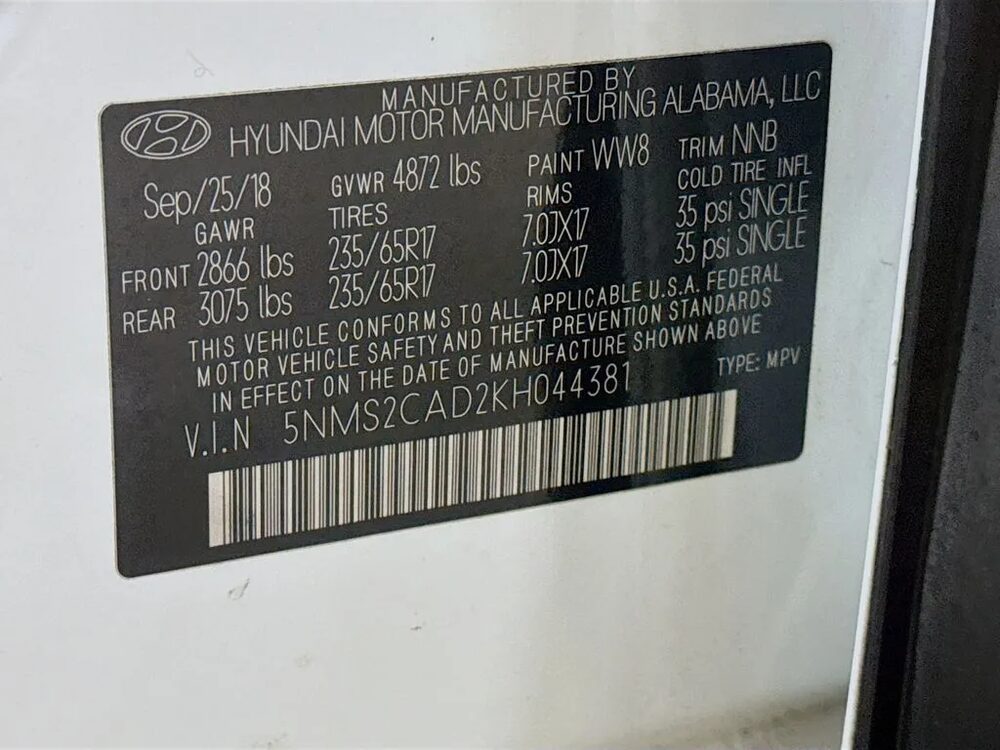 MANUFACTURED BY
HYUNDAI MOTOR MANUFACTURING ALABAMA, LLC
Sep/25/18 GVWR 4872 lbs PAINT WW8 TRIM NNB
GAWR TIRES RIMS COLD TIRE INFL
FRONT 2866 lbs 235/65R17 7.0JX17 35 psi SINGLE
REAR 3075 lbs 235/65R17 7.0JX17 35 psi SINGLE
THIS VEHICLE CONFORMS TO ALL APPLICABLE U.S.A. FEDERAL
MOTOR VEHICLE SAFETY AND THEFT PREVENTION STANDARDS
IN EFFECT ON THE DATE OF MANUFACTURE SHOWN ABOVE
V.I.N 5NMS2CAD2KH044381 TYPE: MPV